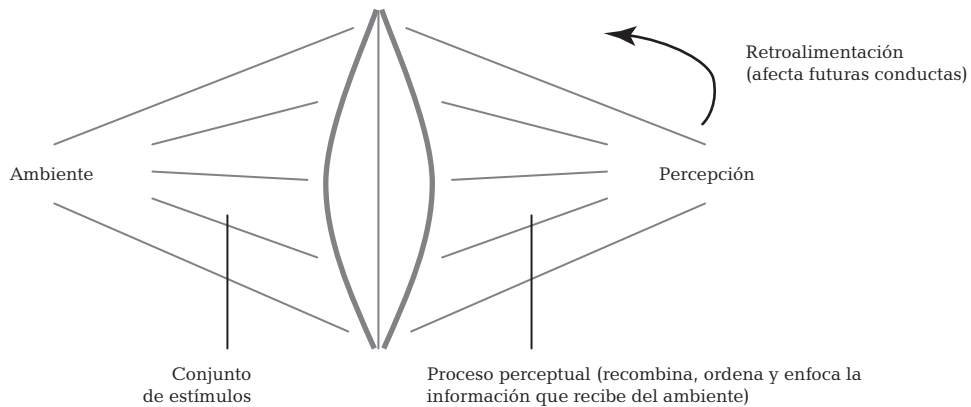 Retroalimentación
(afecta futuras conductas)
Ambiente
Percepción
Conjunto
de estímulos
Proceso perceptual (recombina, ordena y enfoca la
información que recibe del ambiente)